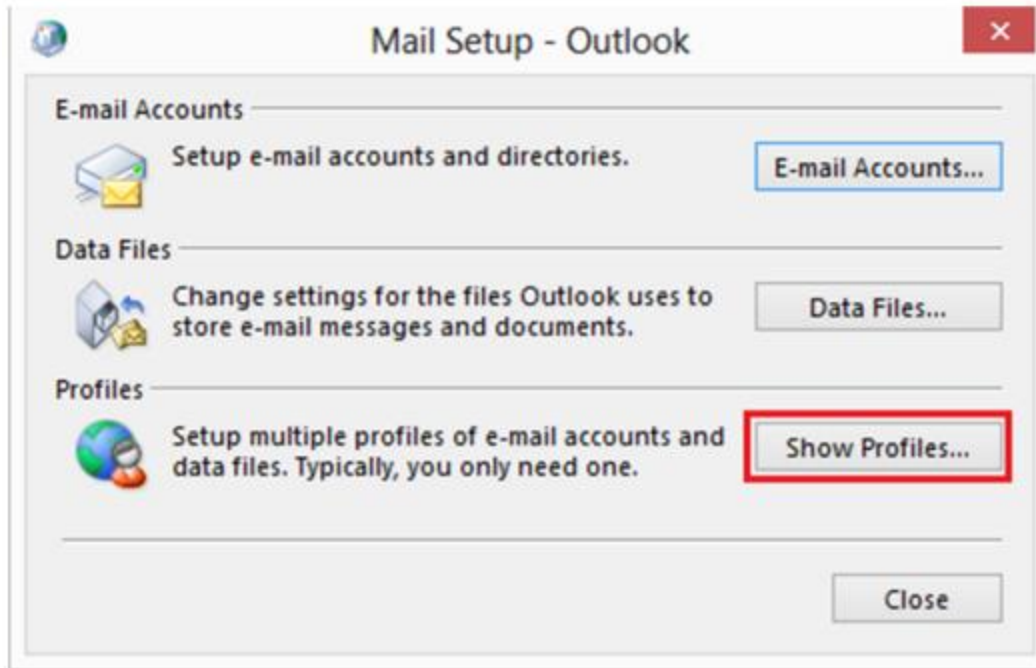 Mail Setup - Outlook
E-mail Accounts
Setup e-mail accounts and directories.
E-mail Accounts...
Data Files
Change settings for the files Outlook uses to
store e-mail messages and documents.
Data Files...
Profiles
Setup multiple profiles of e-mail accounts and
data files. Typically, you only need one.
Show Profiles...
Close